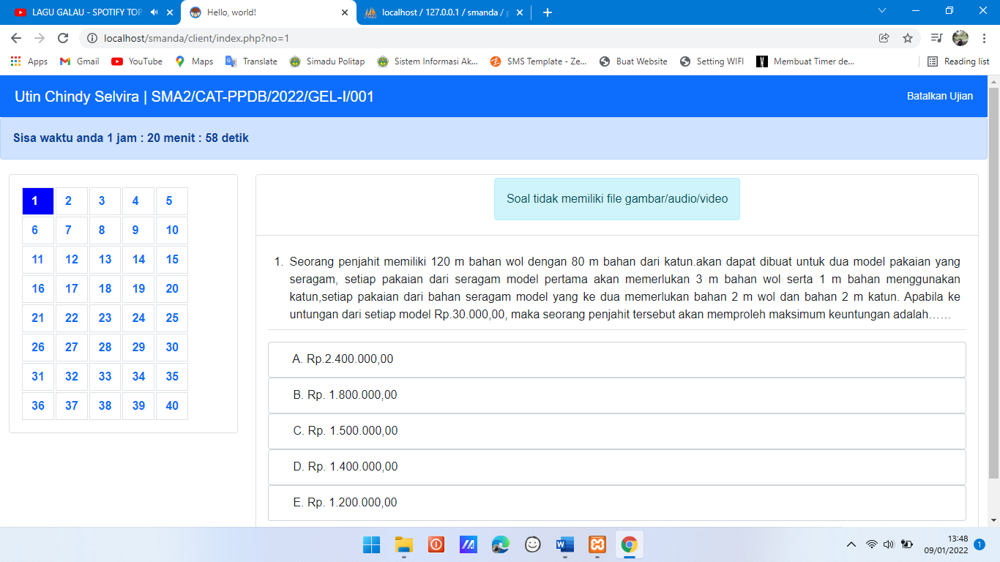 LAGU GALAU - SPOTIFY TOP
Hello, world!
localhost / 127.0.0.1 / smanda /
localhost/smanda/client/index.php?no=1
Apps Gmail YouTube Maps Translate Simadu Politap Sistem Informasi Ak... SMS Template - Ze... Buat Website Setting WIFI Membuat Timer de... Reading list
Utin Chindy Selvira | SMA2/CAT-PPDB/2022/GEL-I/001
Batalkan Ujian
Sisa waktu anda 1 jam : 20 menit : 58 detik
1 2 3 4 5
6 7 8 9 10
11 12 13 14 15
16 17 18 19 20
21 22 23 24 25
26 27 28 29 30
31 32 33 34 35
36 37 38 39 40
Soal tidak memiliki file gambar/audio/video
1. Seorang penjahit memiliki 120 m bahan wol dengan 80 m bahan dari katun.akan dapat dibuat untuk dua model pakaian yang
seragam, setiap pakaian dari seragam model pertama akan memerlukan 3 m bahan wol serta 1 m bahan menggunakan
katun,setiap pakaian dari bahan seragam model yang ke dua memerlukan bahan 2 m wol dan bahan 2 m katun. Apabila ke
untungan dari setiap model Rp.30.000,00, maka seorang penjahit tersebut akan memproleh maksimum keuntungan adalah……
A. Rp.2.400.000,00
B. Rp. 1.800.000,00
C. Rp. 1.500.000,00
D. Rp. 1.400.000,00
E. Rp. 1.200.000,00
13:48
09/01/2022
1